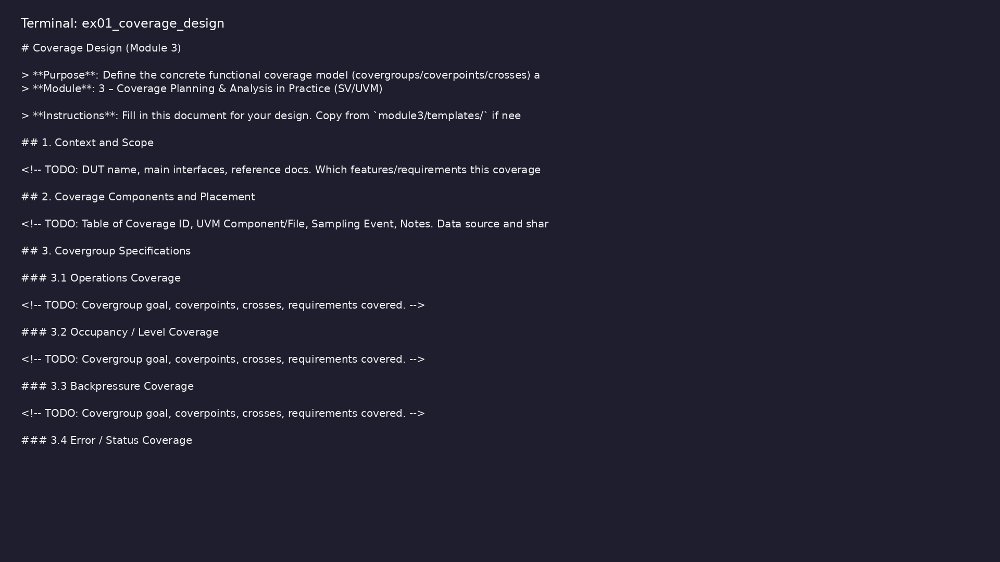 Terminal: ex01_coverage_design
# Coverage Design (Module 3)
> **Purpose**: Define the concrete functional coverage model (covergroups/coverpoints/crosses) a
> **Module**: 3 – Coverage Planning & Analysis in Practice (SV/UVM)
> **Instructions**: Fill in this document for your design. Copy from `module3/templates/` if nee
## 1. Context and Scope
<!-- TODO: DUT name, main interfaces, reference docs. Which features/requirements this coverage
## 2. Coverage Components and Placement
<!-- TODO: Table of Coverage ID, UVM Component/File, Sampling Event, Notes. Data source and shar
## 3. Covergroup Specifications
### 3.1 Operations Coverage
<!-- TODO: Covergroup goal, coverpoints, crosses, requirements covered. -->
### 3.2 Occupancy / Level Coverage
<!-- TODO: Covergroup goal, coverpoints, crosses, requirements covered. -->
### 3.3 Backpressure Coverage
<!-- TODO: Covergroup goal, coverpoints, crosses, requirements covered. -->
### 3.4 Error / Status Coverage